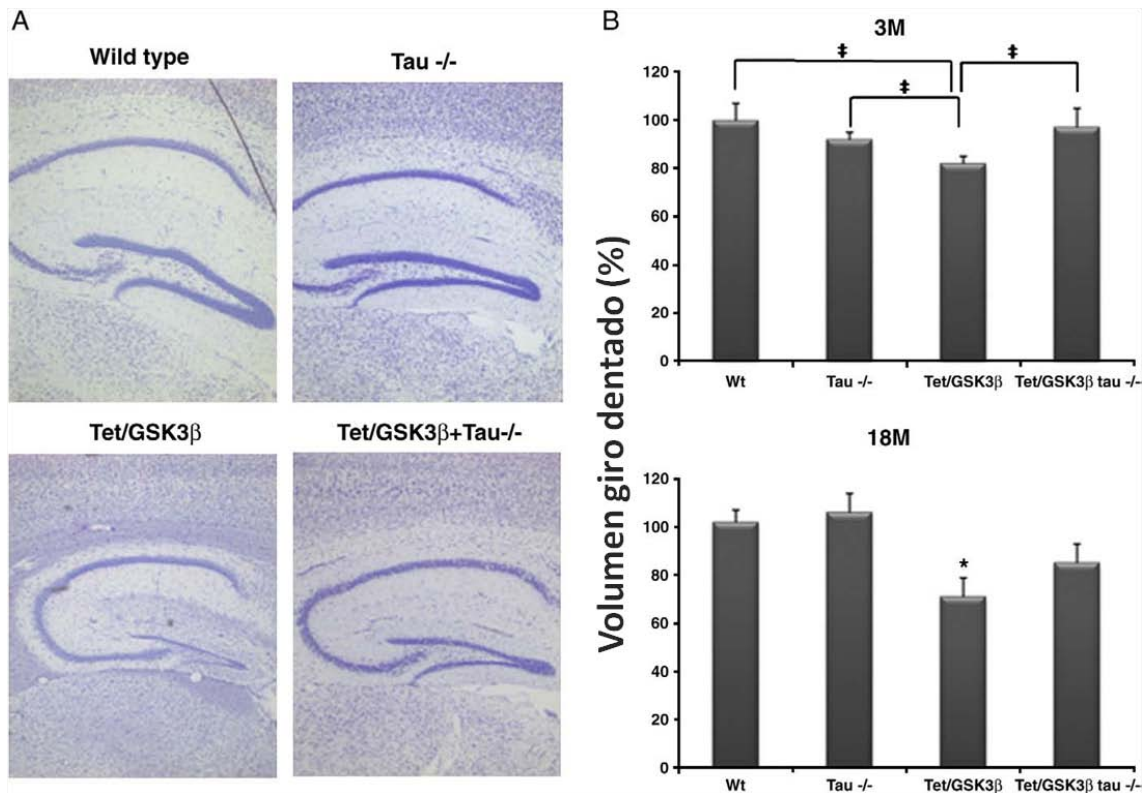 A
Wild type
Tau -/-
Tet/GSK3β
Tet/GSK3β+Tau-/-
B
Volumen giro dentado (%)
3M
‡
‡
‡
120
100
80
60
40
20
0
Wt
Tau -/-
Tet/GSK3β
Tet/GSK3β tau -/-
18M
120
100
80
60
40
20
0
*
Wt
Tau -/-
Tet/GSK3β
Tet/GSK3β tau -/-